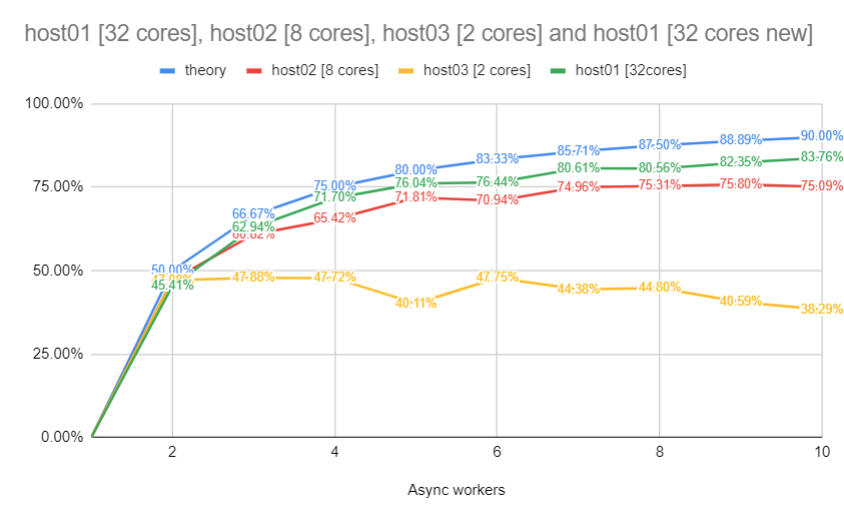 host01 [32 cores], host02 [8 cores], host03 [2 cores] and host01 [32 cores new]
theory host02 [8 cores] host03 [2 cores] host01 [32cores]
100.00%
75.00%
50.00%
25.00%
0.00%
50.00% 66.67% 75.00% 80.00% 83.33% 85.71% 87.50% 88.89% 90.00%
45.41% 62.94% 71.70% 76.04% 76.44% 80.61% 80.56% 82.35% 83.76%
65.42% 71.81% 70.94% 74.96% 75.31% 75.80% 75.09%
47.88% 47.72% 40.11% 47.75% 44.38% 44.80% 40.59% 38.29%
2 4 6 8 10
Async workers